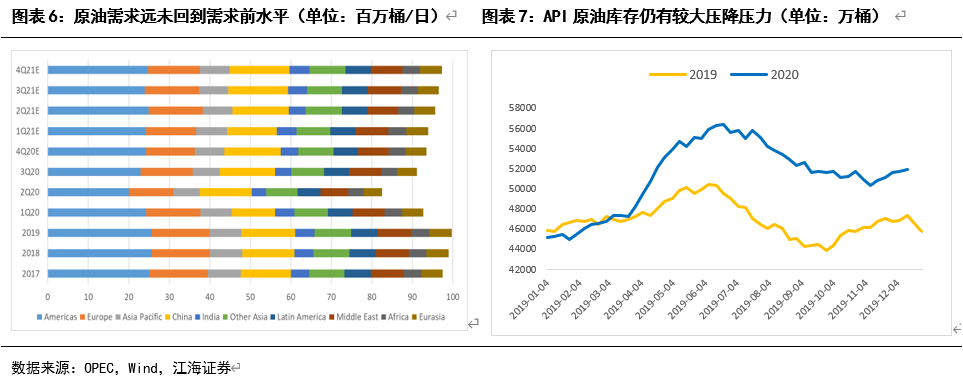 图表 6：原油需求远未回到需求前水平（单位：百万桶/日）
4Q21E
3Q21E
2Q21E
1Q21E
4Q20E
3Q20
2Q20
1Q20
2019
2018
2017
0 10 20 30 40 50 60 70 80 90 100
Americas Europe Asia Pacific China India Other Asia Latin America Middle East Africa Eurasia
图表 7：API 原油库存仍有较大压降压力（单位：万桶）
2019 2020
58000
56000
54000
52000
50000
48000
46000
44000
42000
2019-01-04 2019-02-04 2019-03-04 2019-04-04 2019-05-04 2019-06-04 2019-07-04 2019-08-04 2019-09-04 2019-10-04 2019-11-04 2019-12-04
数据来源：OPEC，Wind，江海证券